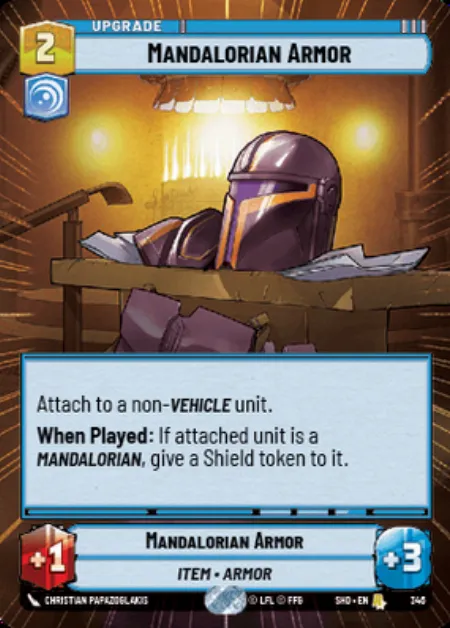 UPGRADE
2
MANDALORIAN ARMOR
Attach to a non-VEHICLE unit.
When Played: If attached unit is a
MANDALORIAN, give a Shield token to it.
+1
MANDALORIAN ARMOR
+3
ITEM • ARMOR
CHRISTIAN PAPAZOGLAKIS
© LFL © FFG
SHD • EN
346